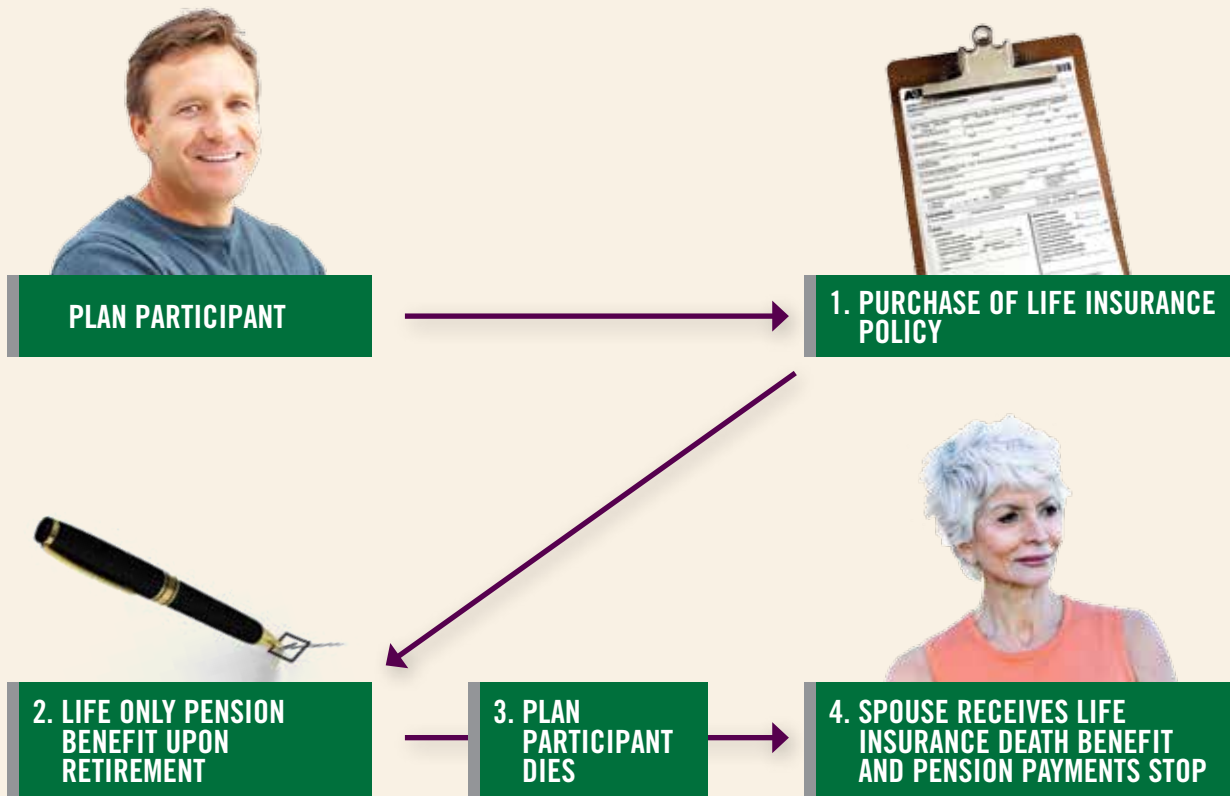 PLAN PARTICIPANT
1. PURCHASE OF LIFE INSURANCE
POLICY
2. LIFE ONLY PENSION
BENEFIT UPON
RETIREMENT
3. PLAN
PARTICIPANT
DIES
4. SPOUSE RECEIVES LIFE
INSURANCE DEATH BENEFIT
AND PENSION PAYMENTS STOP